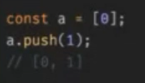 const a = [0];
a.push(1);
// [0, 1]